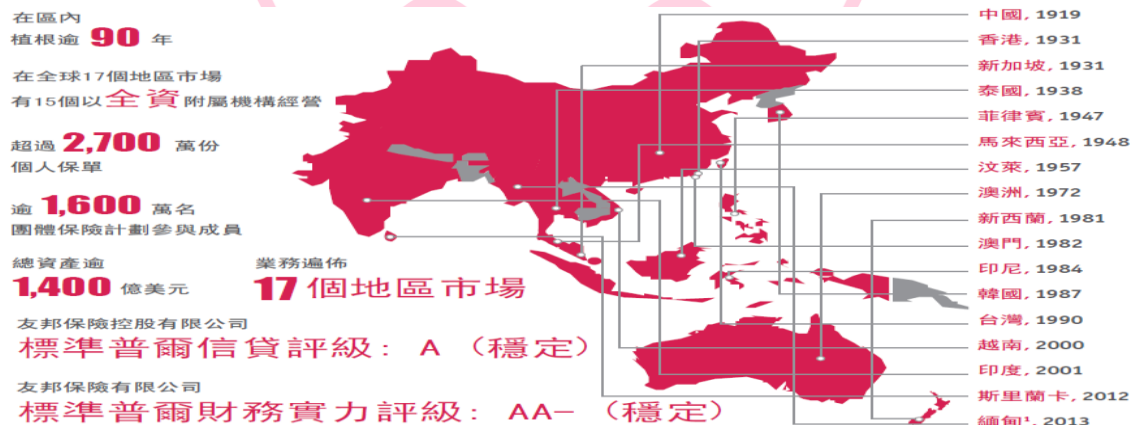 在區內
植根逾 90 年
在全球17個地區市場
有15個以全資附屬機構經營
超過 2,700 萬份
個人保單
逾 1,600 萬名
團體保險計劃參與成員
總資產逾
1,400 億美元
業務遍佈
17個地區市場
友邦保險控股有限公司
標準普爾信貸評級: A (穩定)
友邦保險有限公司
標準普爾財務實力評級: AA- (穩定)
中國, 1919
香港, 1931
新加坡, 1931
泰國, 1938
菲律賓, 1947
馬來西亞, 1948
汶萊, 1957
澳洲, 1972
新西蘭, 1981
澳門, 1982
印尼, 1984
韓國, 1987
台灣, 1990
越南, 2000
印度, 2001
斯里蘭卡, 2012
緬甸¹, 2013